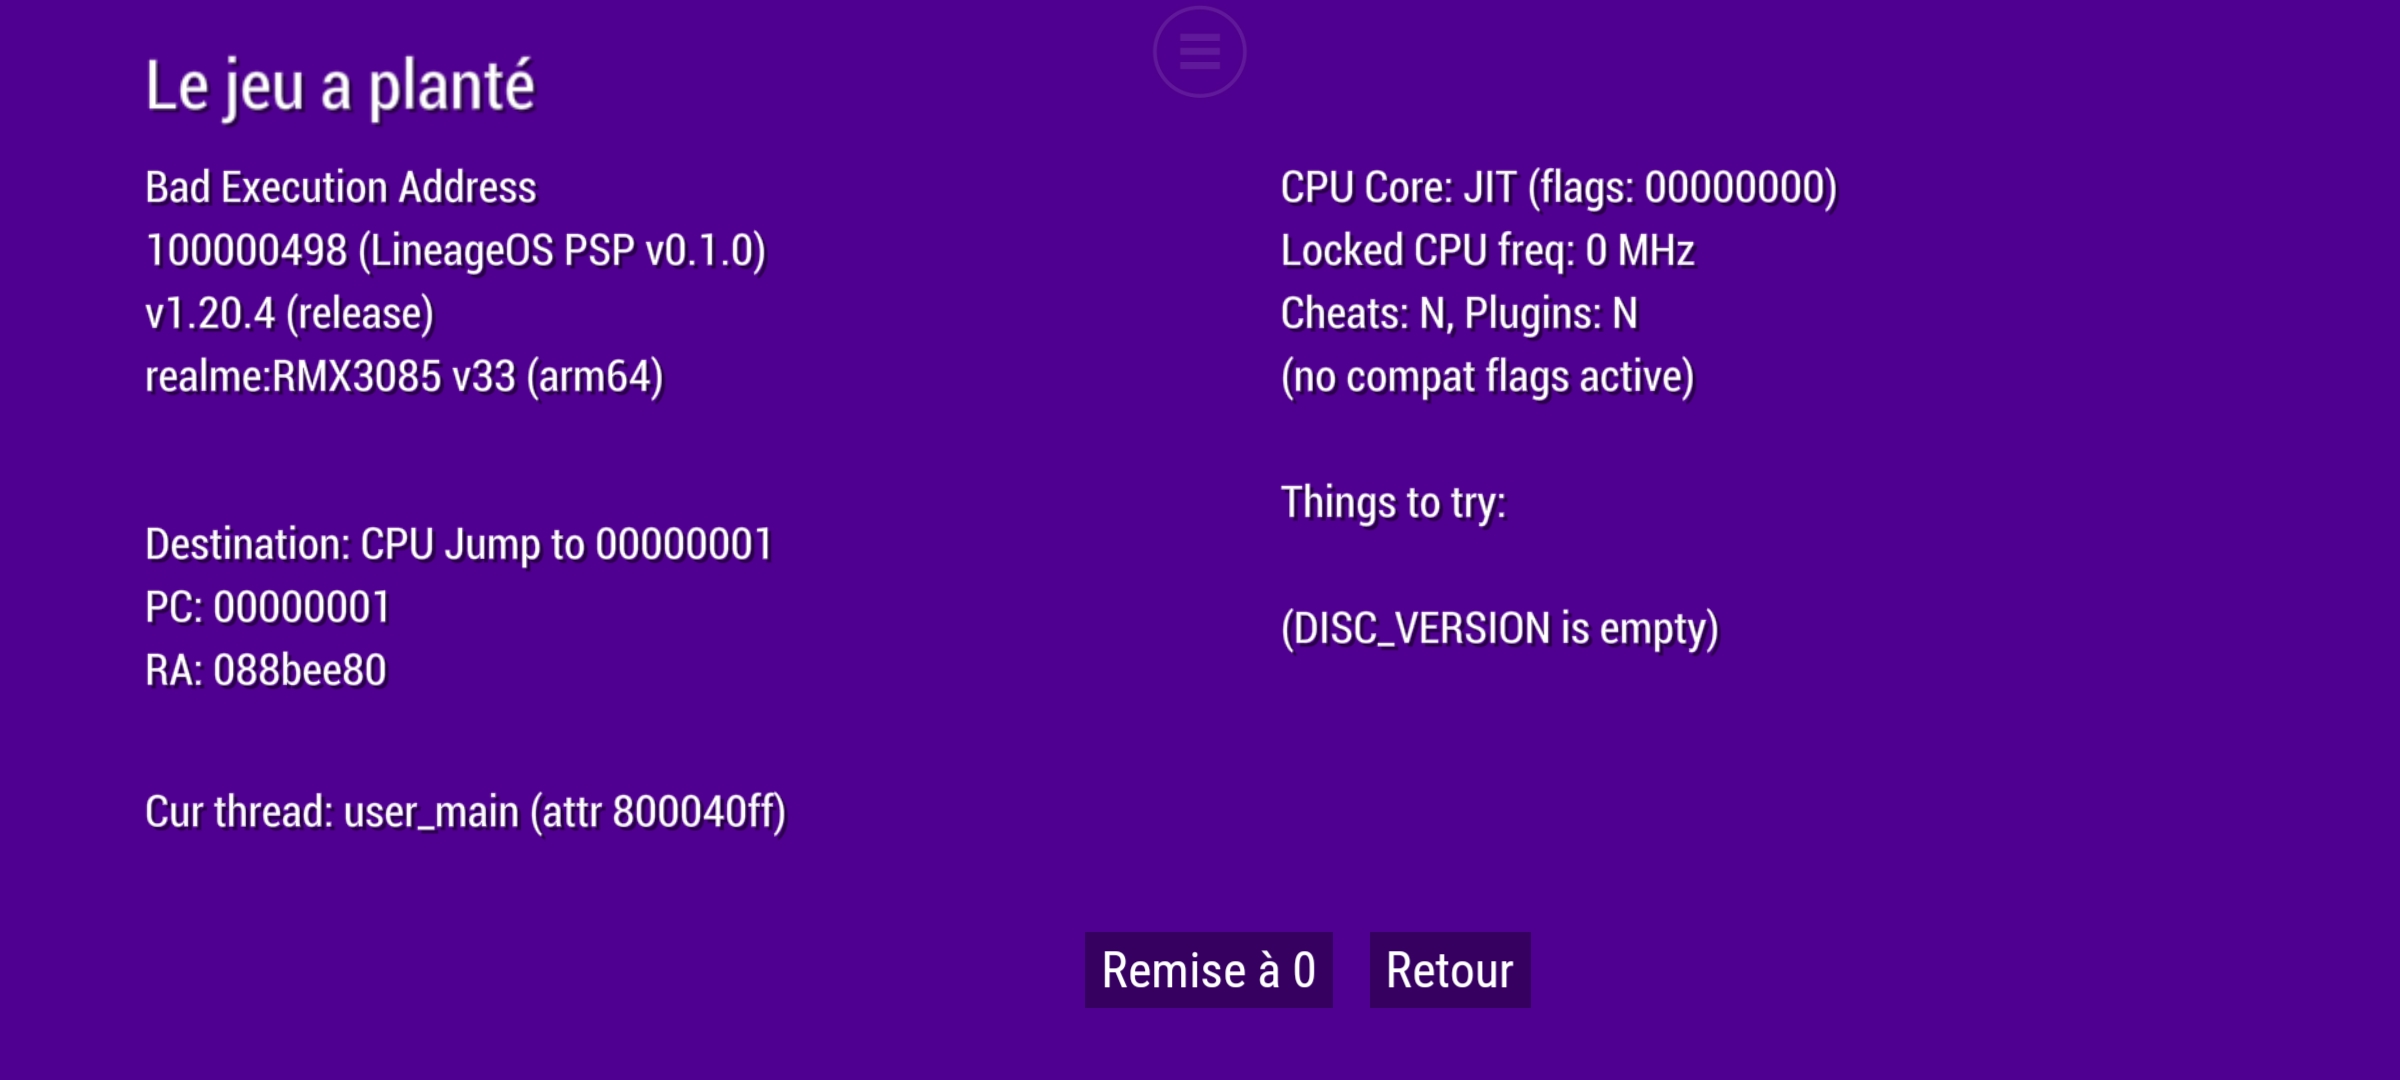 Le jeu a planté
Bad Execution Address
100000498 (LineageOS PSP v0.1.0)
v1.20.4 (release)
realme:RMX3085 v33 (arm64)
Destination: CPU Jump to 00000001
PC: 00000001
RA: 088bee80
Cur thread: user_main (attr 800040ff)
CPU Core: JIT (flags: 00000000)
Locked CPU freq: 0 MHz
Cheats: N, Plugins: N
(no compat flags active)
Things to try:
(DISC_VERSION is empty)
Remise à 0
Retour